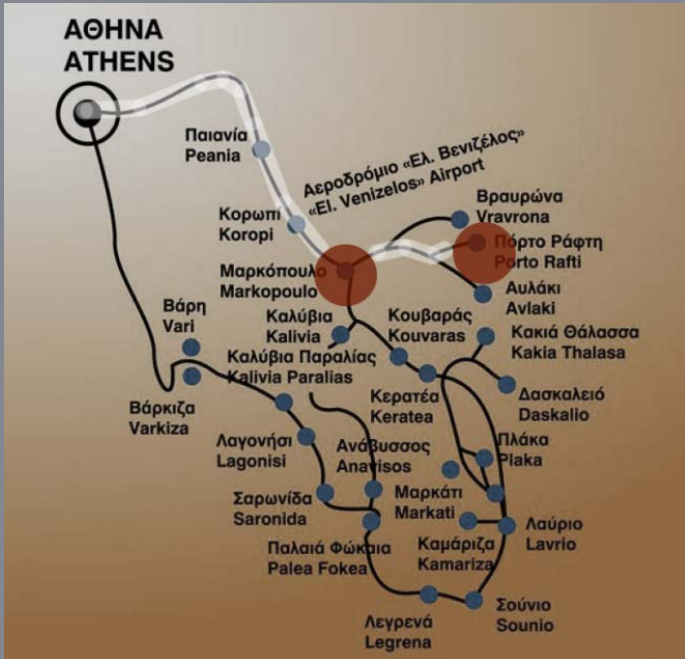 ΑΘΗΝΑ
ATHENS
Παιανία
Peania
Αεροδρόμιο «Ελ. Βενιζέλος»
«El. Venizelos» Airport
Κορωπί
Koropi
Βραυρώνα
Vravrona
Πόρτο Ράφτη
Porto Rafti
Μαρκόπουλο
Markopoulo
Αυλάκι
Avlaki
Βάρη
Vari
Καλύβια
Kalivia
Κουβαράς
Kouvaras
Κακιά Θάλασσα
Kakia Thalasa
Καλύβια Παραλίας
Kalivia Paralias
Κερατέα
Keratea
Δασκαλειό
Daskalio
Βάρκιζα
Varkiza
Λαγονήσι
Lagonisi
Ανάβυσσος
Anavisos
Πλάκα
Plaka
Σαρωνίδα
Saronida
Μαρκάτι
Markati
Λαύριο
Lavrio
Παλαιά Φώκαια
Palea Fokea
Καμάριζα
Kamariza
Λεγρενά
Legrena
Σούνιο
Sounio